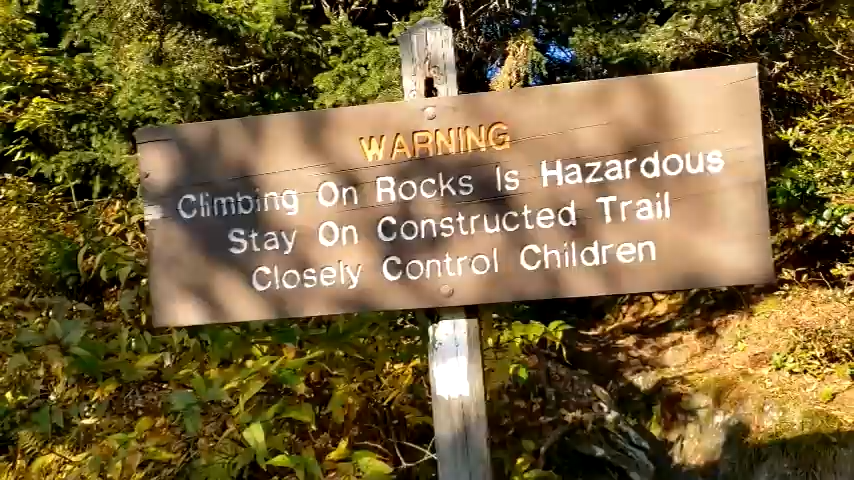 WARNING
Climbing On Rocks Is Hazardous
Stay On Constructed Trail
Closely Control Children